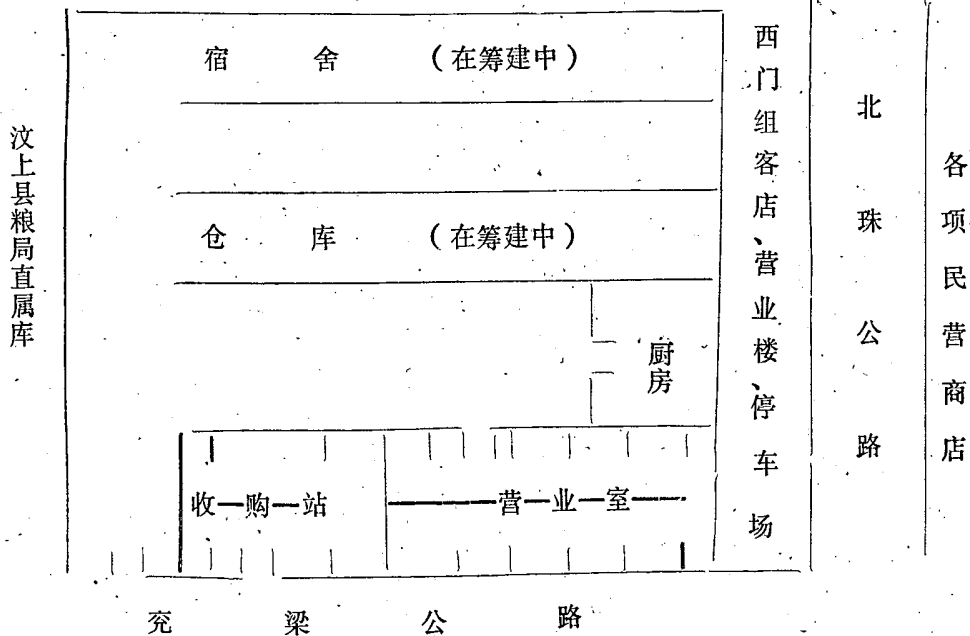 宿舍（在筹建中）
仓库（在筹建中）
厨房
收购站
营业室
兖梁公路
汶上县粮局直属库
西门组客店、营业楼、停车场
北珠公路
各项民营商店